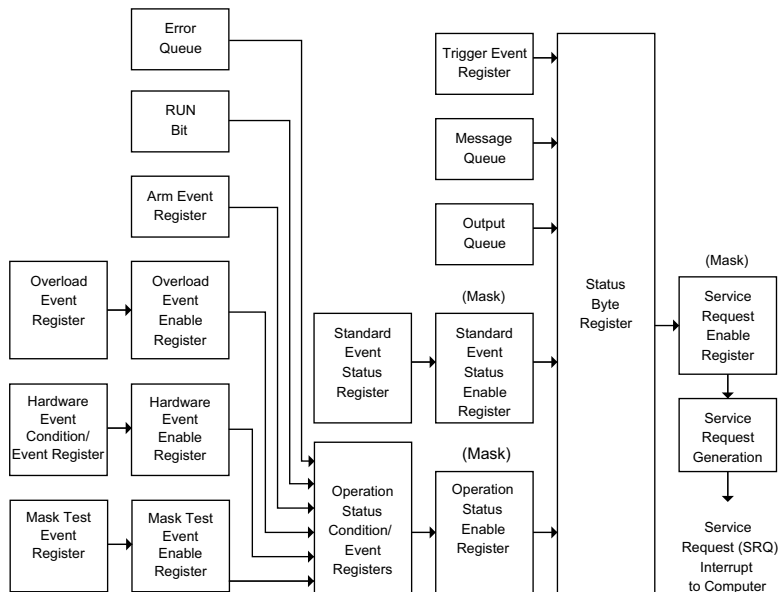 Error
Queue
RUN
Bit
Arm Event
Register
Overload
Event
Register
Overload
Event
Enable
Register
Hardware
Event
Condition/
Event Register
Hardware
Event
Enable
Register
Mask Test
Event
Register
Mask Test
Event
Enable
Register
Trigger Event
Register
Message
Queue
Output
Queue
Standard
Event
Status
Register
(Mask)
Standard
Event
Status
Enable
Register
Operation
Status
Condition/
Event
Registers
(Mask)
Operation
Status
Enable
Register
Status
Byte
Register
(Mask)
Service
Request
Enable
Register
Service
Request
Generation
Service
Request (SRQ)
Interrupt
to Computer